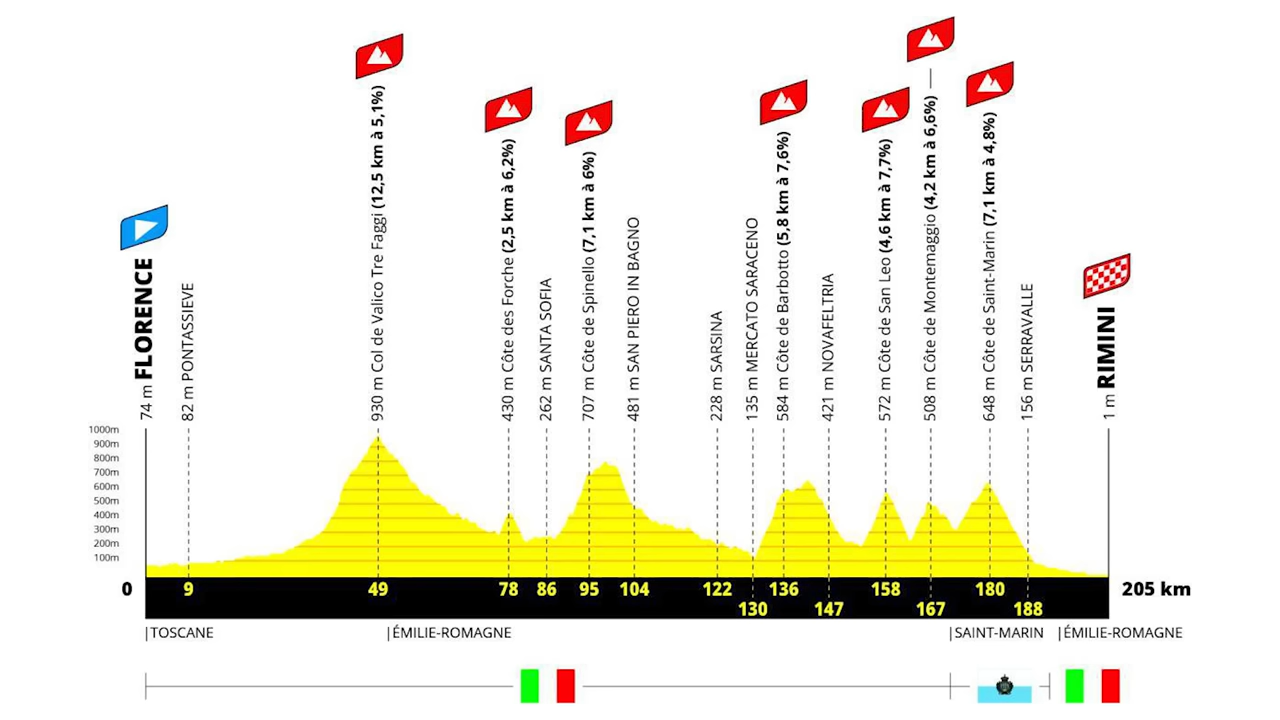 74 m FLORENCE
82 m PONTASSIEVE
930 m Col de Valico Tre Faggi (12,5 km à 5,1%)
430 m Côte des Forche (2,5 km à 6,2%)
262 m SANTA SOFIA
707 m Côte de Spinello (7,1 km à 6%)
481 m SAN PIERO IN BAGNO
228 m SARSINA
135 m MERCATO SARACENO
584 m Côte de Barbotto (5,8 km à 7,6%)
421 m NOVAFELTRIA
572 m Côte de San Leo (4,6 km à 7,7%)
508 m Côte de Montemaggio (4,2 km à 6,6%)
648 m Côte de Saint-Marin (7,1 km à 4,8%)
156 m SERRAVALLE
1 m RIMINI
1000m
900m
800m
700m
600m
500m
400m
300m
200m
100m
0 9 49 78 86 95 104 122 136 158 180 205 km
130 147 167 188
|TOSCANE |ÉMILIE-ROMAGNE |SAINT-MARIN |ÉMILIE-ROMAGNE